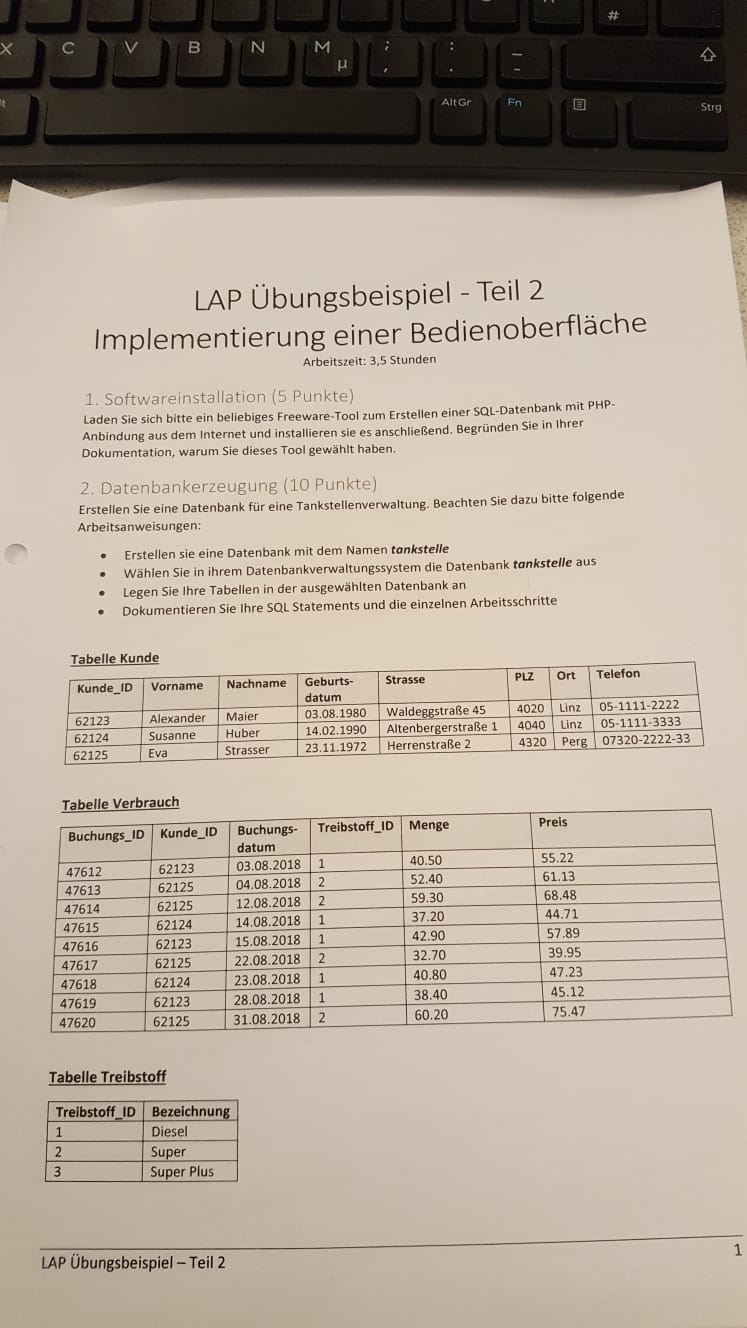 #
X C V B N M µ ; , : . _ -
lt AltGr Fn Strg
LAP Übungsbeispiel - Teil 2
Implementierung einer Bedienoberfläche
Arbeitszeit: 3,5 Stunden
1. Softwareinstallation (5 Punkte)
Laden Sie sich bitte ein beliebiges Freeware-Tool zum Erstellen einer SQL-Datenbank mit PHP-
Anbindung aus dem Internet und installieren sie es anschließend. Begründen Sie in Ihrer
Dokumentation, warum Sie dieses Tool gewählt haben.
2. Datenbankerzeugung (10 Punkte)
Erstellen Sie eine Datenbank für eine Tankstellenverwaltung. Beachten Sie dazu bitte folgende
Arbeitsanweisungen:
• Erstellen sie eine Datenbank mit dem Namen tankstelle
• Wählen Sie in ihrem Datenbankverwaltungssystem die Datenbank tankstelle aus
• Legen Sie Ihre Tabellen in der ausgewählten Datenbank an
• Dokumentieren Sie Ihre SQL Statements und die einzelnen Arbeitsschritte
Tabelle Kunde
Kunde_ID Vorname Nachname Geburts- Strasse PLZ Ort Telefon
datum
62123 Alexander Maier 03.08.1980 Waldeggstraße 45 4020 Linz 05-1111-2222
62124 Susanne Huber 14.02.1990 Altenbergerstraße 1 4040 Linz 05-1111-3333
62125 Eva Strasser 23.11.1972 Herrenstraße 2 4320 Perg 07320-2222-33
Tabelle Verbrauch
Buchungs_ID Kunde_ID Buchungs- Treibstoff_ID Menge Preis
datum
47612 62123 03.08.2018 1 40.50 55.22
47613 62125 04.08.2018 2 52.40 61.13
47614 62125 12.08.2018 2 59.30 68.48
47615 62124 14.08.2018 1 37.20 44.71
47616 62123 15.08.2018 1 42.90 57.89
47617 62125 22.08.2018 2 32.70 39.95
47618 62124 23.08.2018 1 40.80 47.23
47619 62123 28.08.2018 1 38.40 45.12
47620 62125 31.08.2018 2 60.20 75.47
Tabelle Treibstoff
Treibstoff_ID Bezeichnung
1 Diesel
2 Super
3 Super Plus
LAP Übungsbeispiel – Teil 2 1